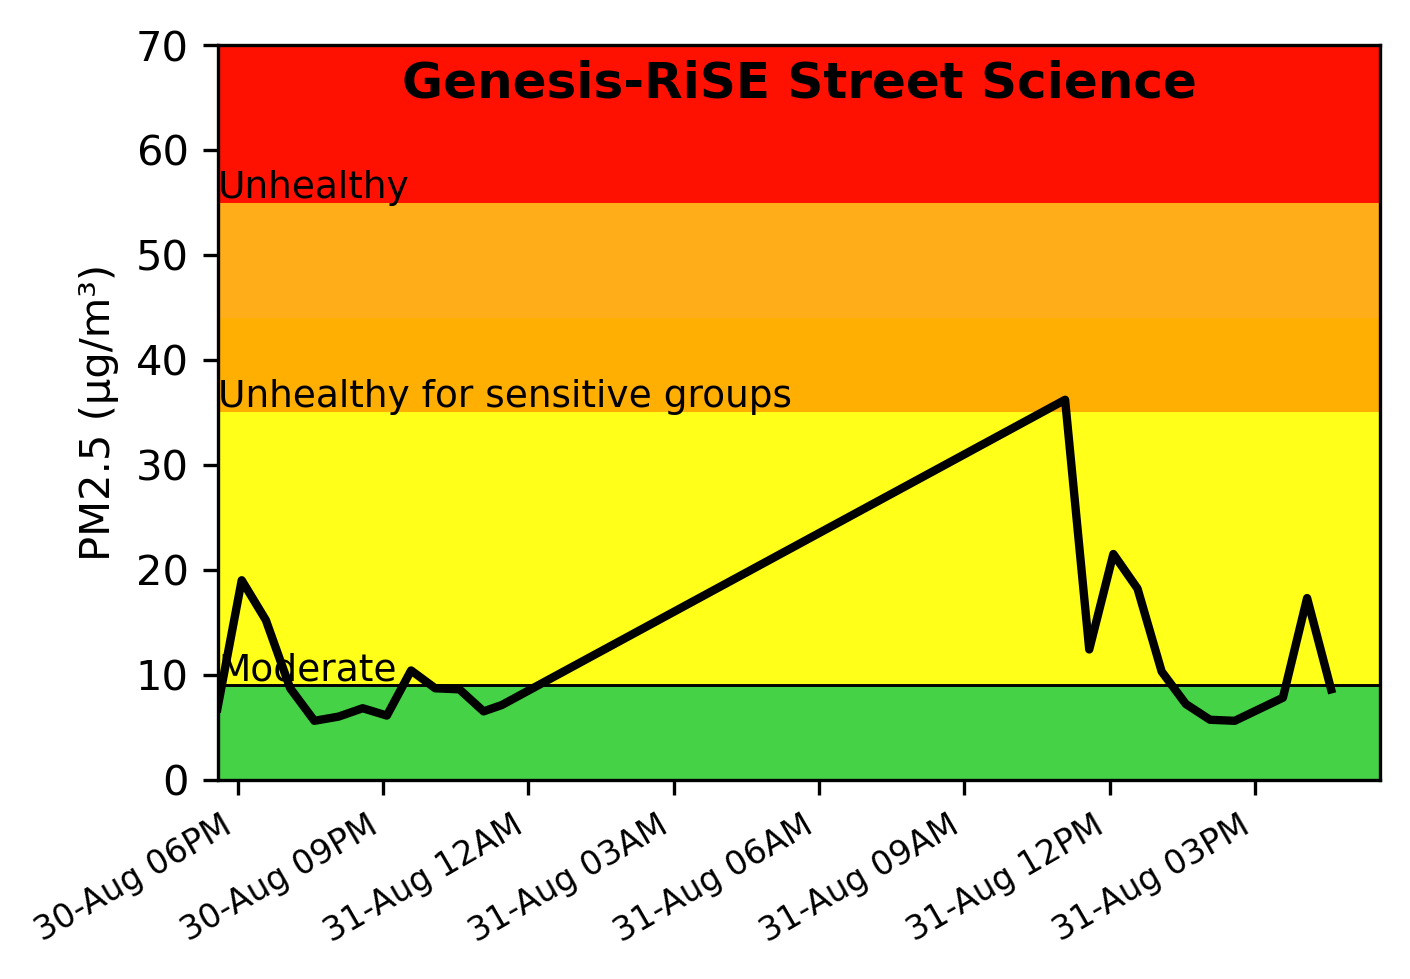 Genesis-RiSE Street Science
PM2.5 (µg/m³)
70
60
50
40
30
20
10
0
Unhealthy
Unhealthy for sensitive groups
Moderate
30-Aug 06PM
30-Aug 09PM
31-Aug 12AM
31-Aug 03AM
31-Aug 06AM
31-Aug 09AM
31-Aug 12PM
31-Aug 03PM